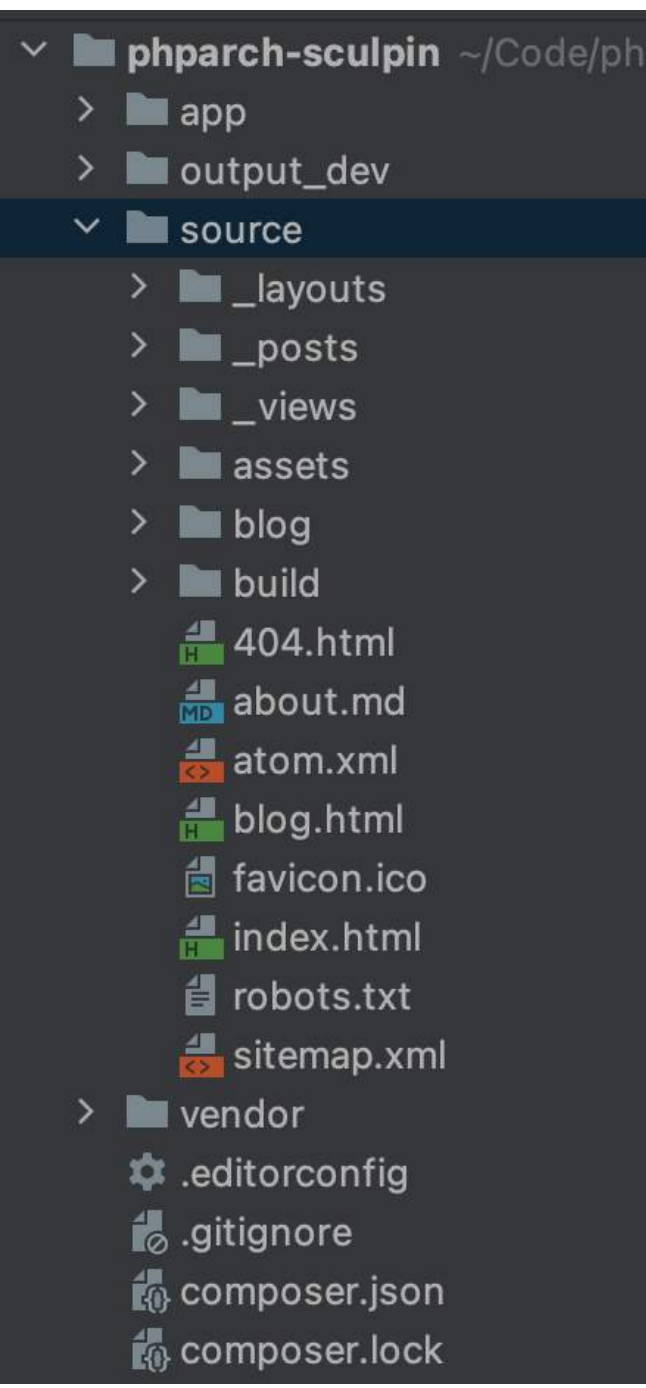 phparch-sculpin ~/Code/ph
app
output_dev
source
_layouts
_posts
_views
assets
blog
build
H 404.html
MD about.md
<> atom.xml
H blog.html
favicon.ico
H index.html
robots.txt
<> sitemap.xml
vendor
.editorconfig
.gitignore
composer.json
composer.lock